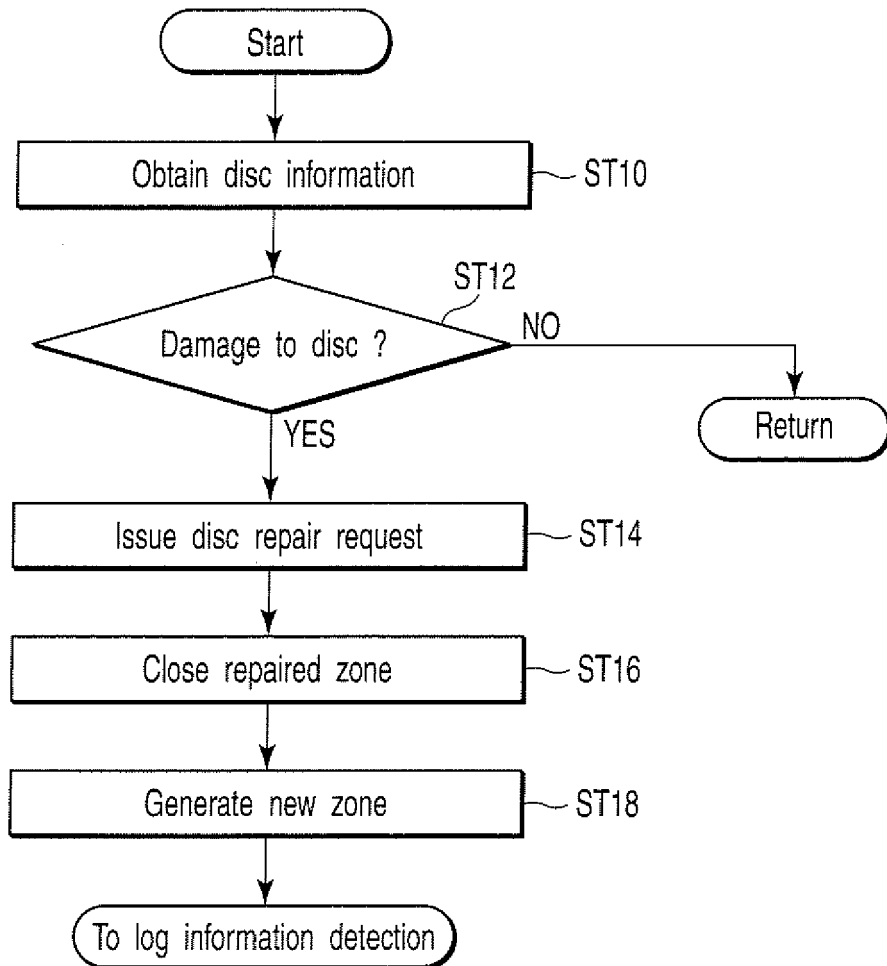 Start
Obtain disc information
ST10
ST12
Damage to disc ?
NO
Return
YES
Issue disc repair request
ST14
Close repaired zone
ST16
Generate new zone
ST18
To log information detection